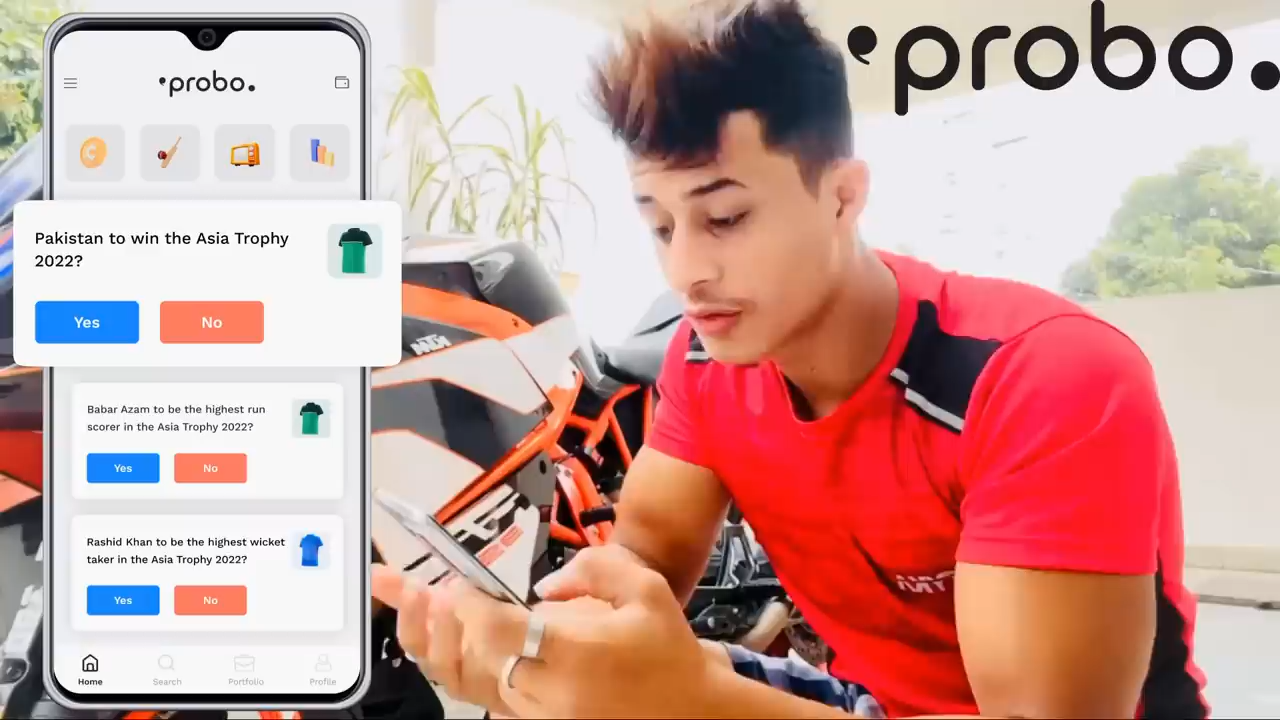 probo.
probo.
Pakistan to win the Asia Trophy
2022?
Yes
No
Babar Azam to be the highest run
scorer in the Asia Trophy 2022?
Yes
No
Rashid Khan to be the highest wicket
taker in the Asia Trophy 2022?
Yes
No
Home
Search
Portfolio
Profile
KTM